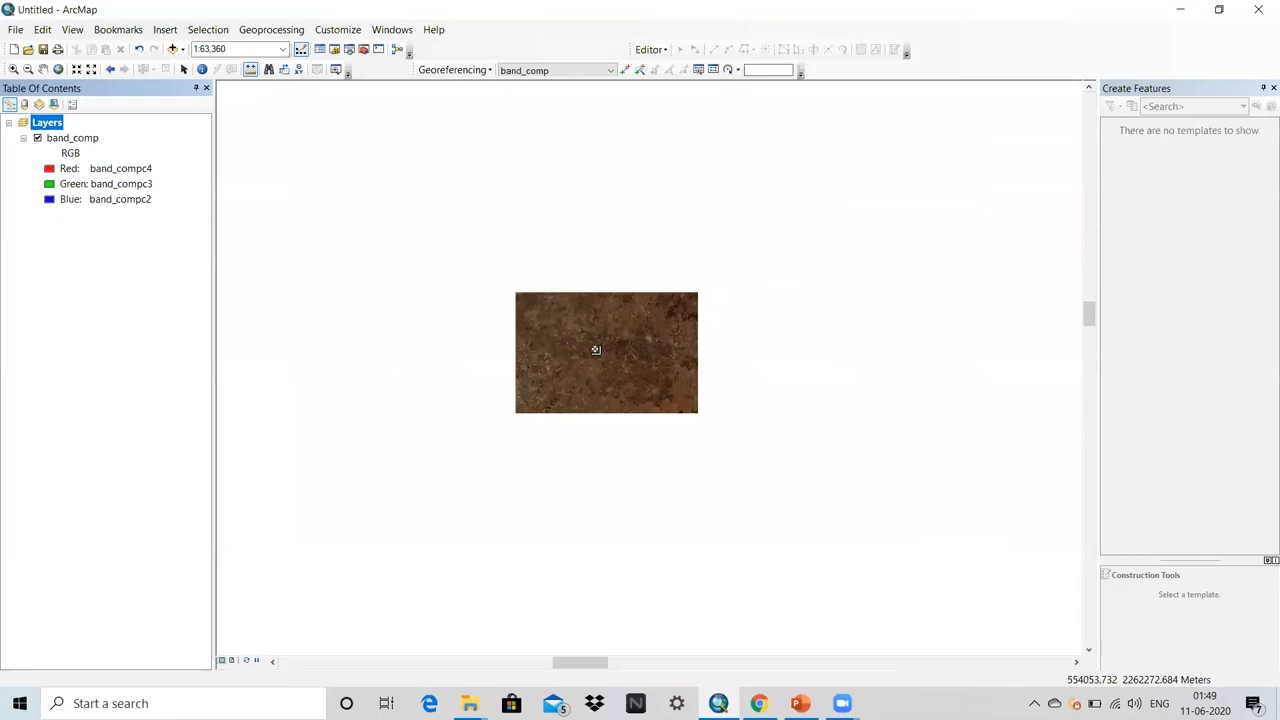 Untitled - ArcMap
File Edit View Bookmarks Insert Selection Geoprocessing Customize Windows Help
1:63,360
Editor
Georeferencing band_comp
Table Of Contents
Layers
band_comp
RGB
Red: band_compc4
Green: band_compc3
Blue: band_compc2
Create Features
<Search>
There are no templates to show.
Construction Tools
Select a template.
554053.732 2262272.684 Meters
Start a search
5
ENG
01:49
11-06-2020
7